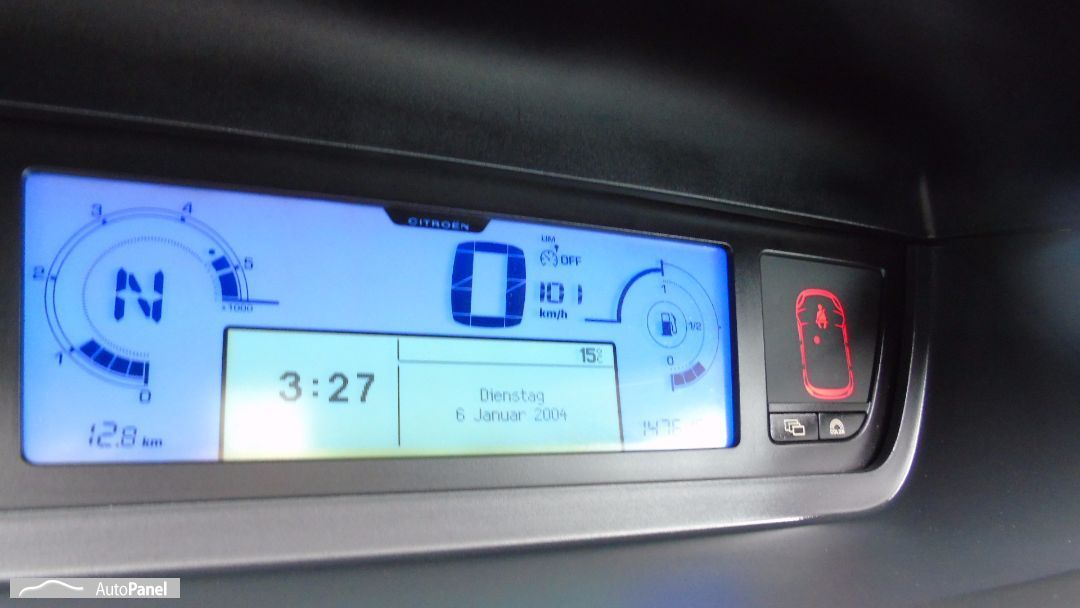 CITROËN
3
4
2
5
x1000
1
0
N
12.8 km
0
LIM
OFF
101
km/h
1
1/2
0
15°C
3:27
Dienstag
6 Januar 2004
AutoPanel